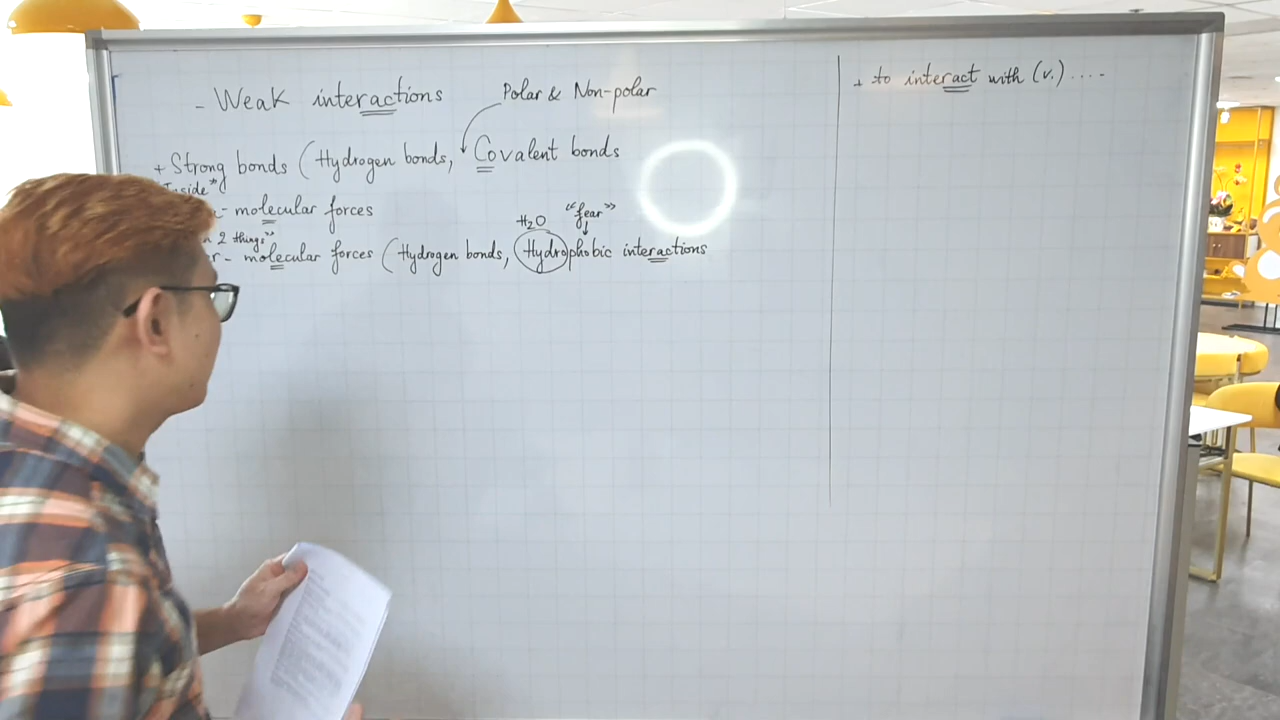 - Weak interactions
Polar & Non-polar
+ Strong bonds (Hydrogen bonds, Covalent bonds
- molecular forces
H₂O "fear"
2 things"
- molecular forces (Hydrogen bonds, Hydrophobic interactions
+ to interact with (v.) ....